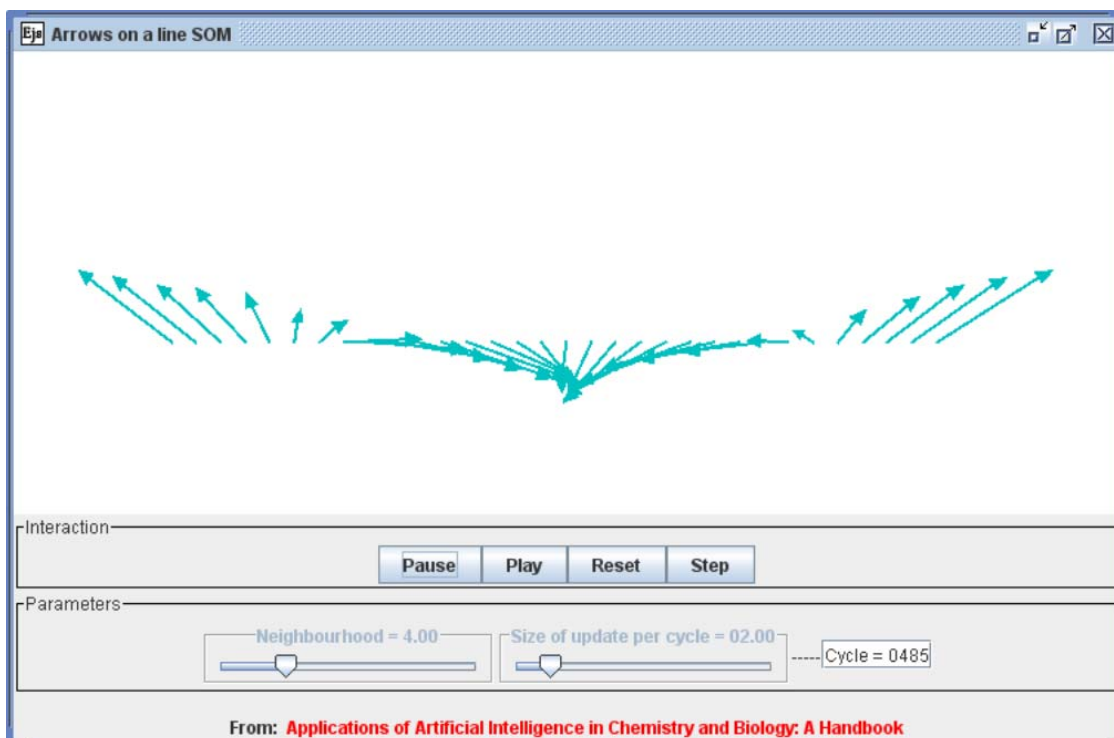 Ejs Arrows on a line SOM
Interaction
Pause Play Reset Step
Parameters
Neighbourhood = 4.00 Size of update per cycle = 02.00 ----- Cycle = 0485
From: Applications of Artificial Intelligence in Chemistry and Biology: A Handbook